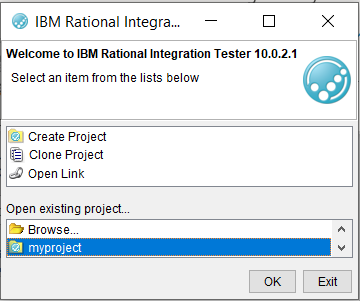 IBM Rational Integra...
Welcome to IBM Rational Integration Tester 10.0.2.1
Select an item from the lists below
Create Project
Clone Project
Open Link
Open existing project...
Browse...
myproject
OK Exit